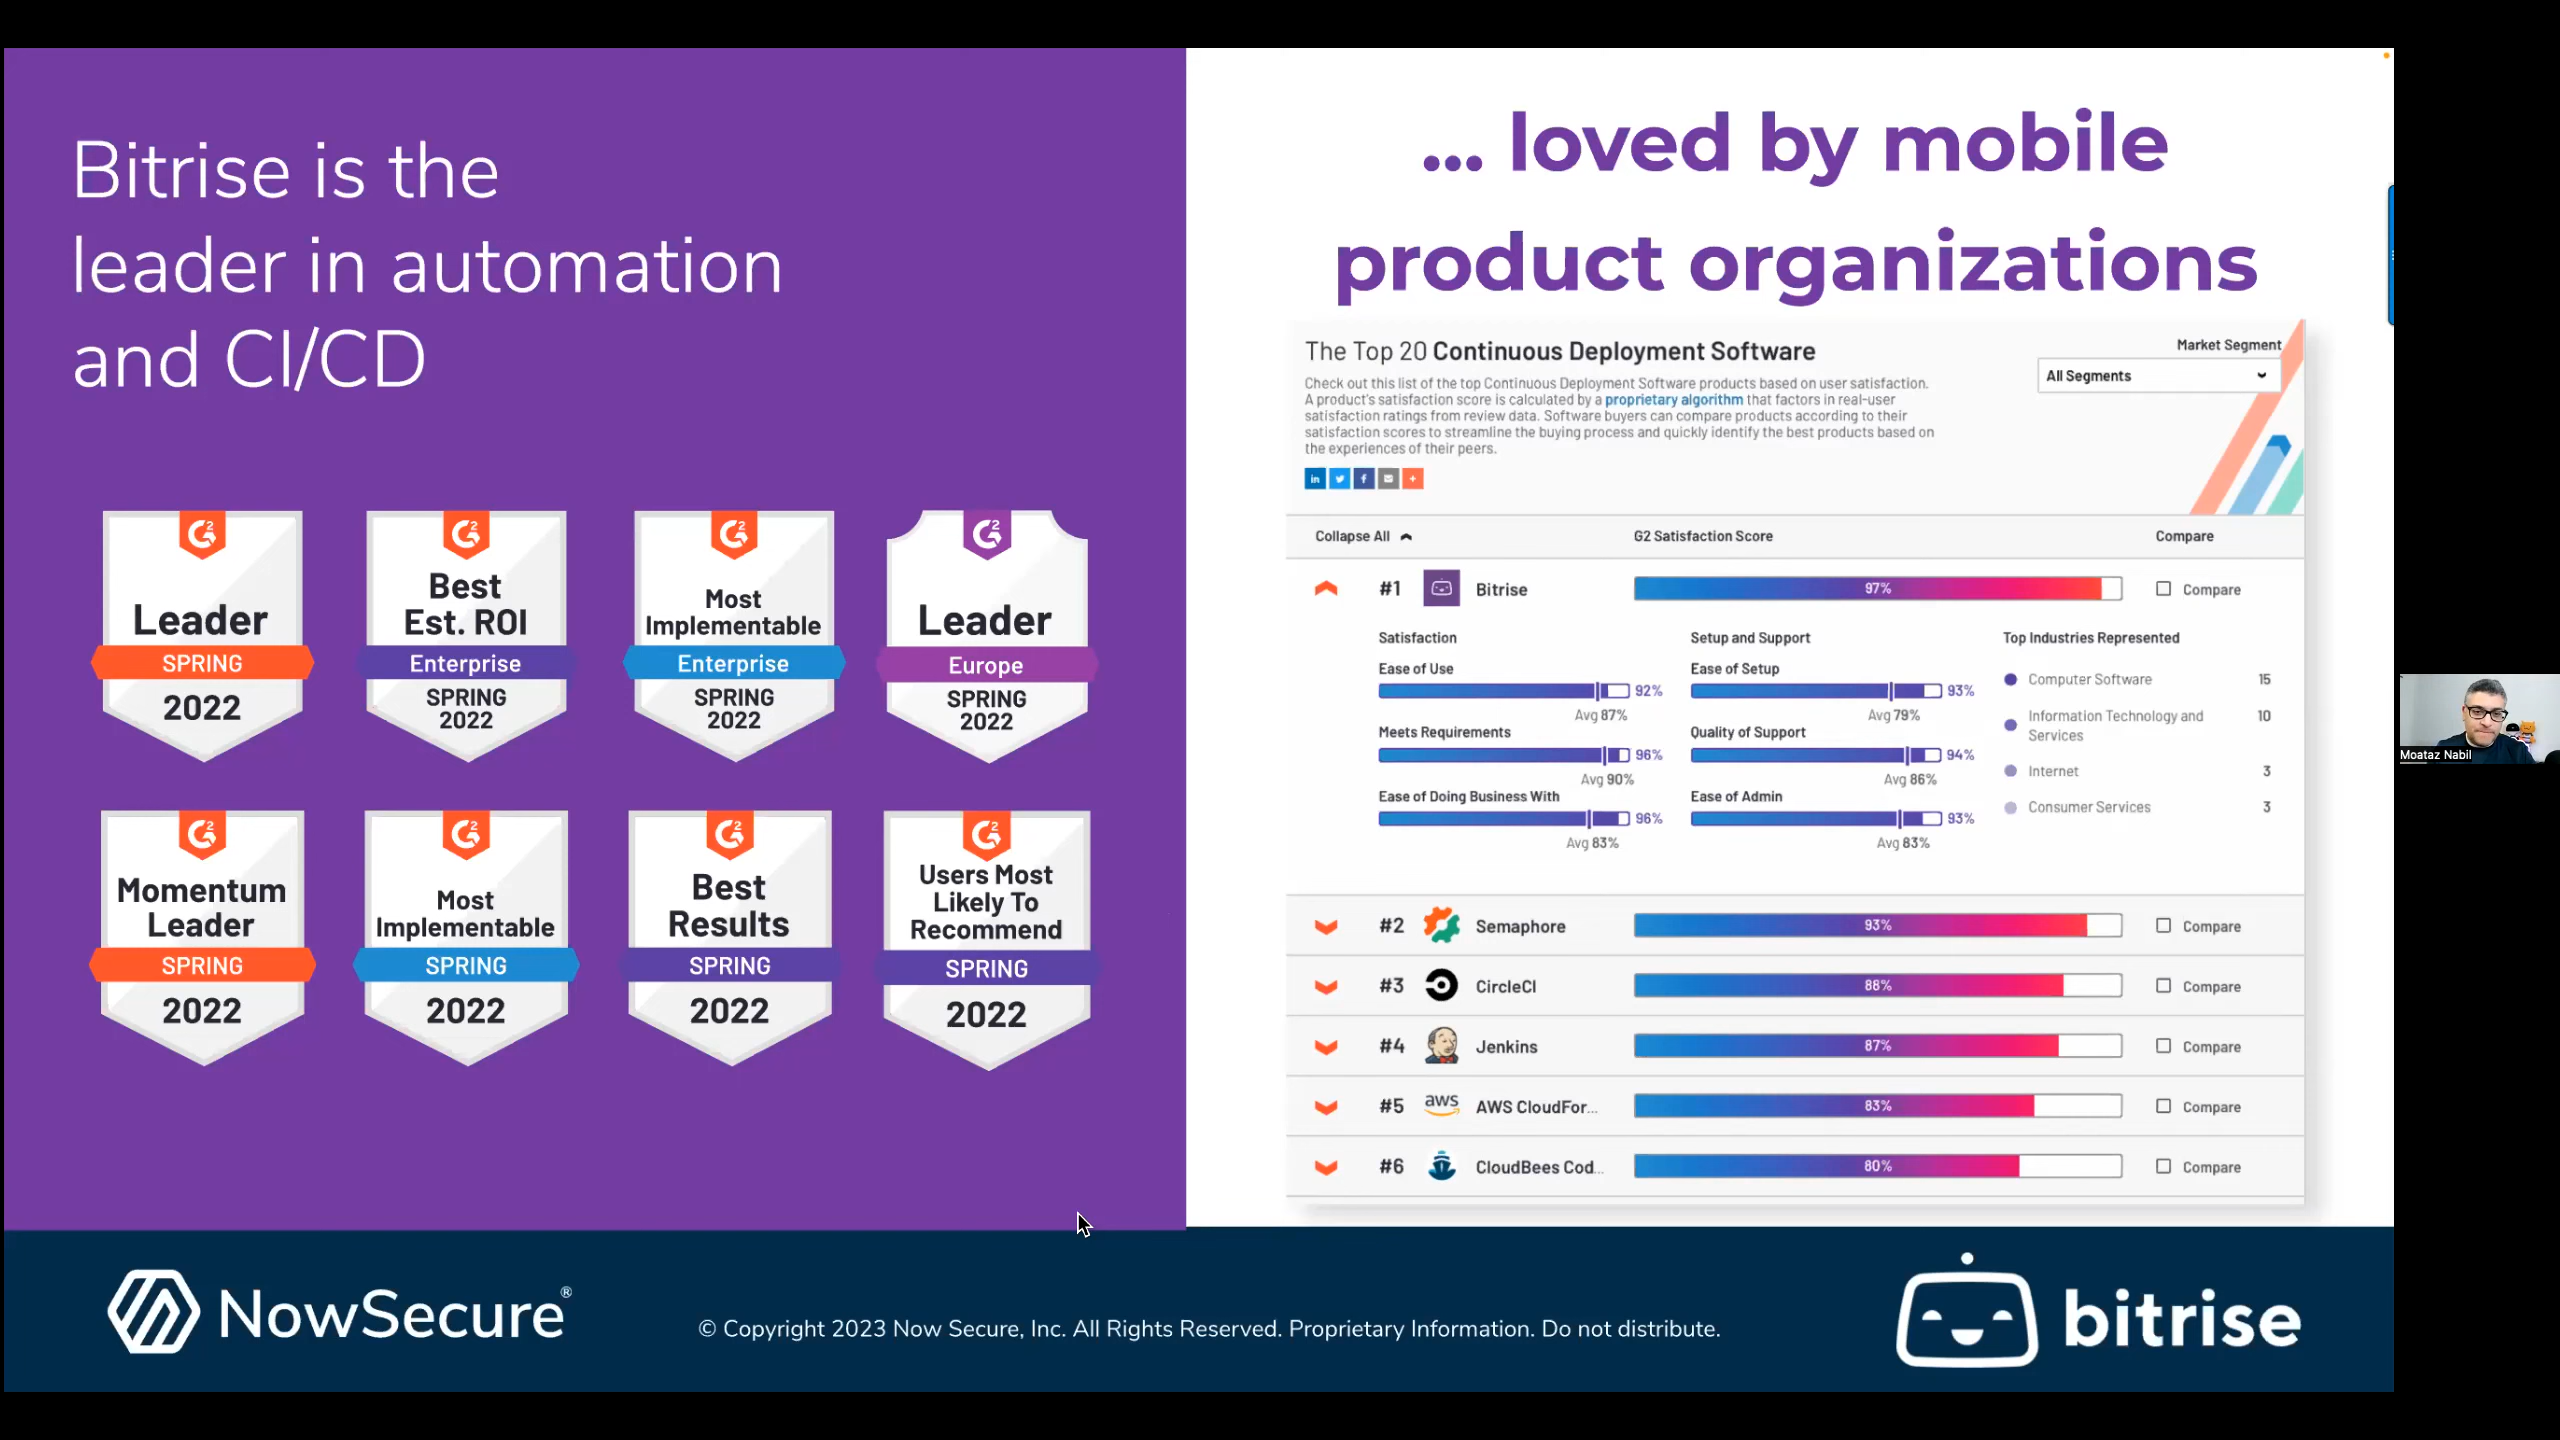 Bitrise is the
leader in automation
and CI/CD
G2
Leader
SPRING
2022
G2
Best
Est. ROI
Enterprise
SPRING
2022
G2
Most
Implementable
Enterprise
SPRING
2022
G2
Leader
Europe
SPRING
2022
G2
Momentum
Leader
SPRING
2022
G2
Most
Implementable
SPRING
2022
G2
Best
Results
SPRING
2022
G2
Users Most
Likely To
Recommend
SPRING
2022
... loved by mobile
product organizations
The Top 20 Continuous Deployment Software
Check out this list of the top Continuous Deployment Software products based on user satisfaction.
A product's satisfaction score is calculated by a proprietary algorithm that factors in real-user
satisfaction ratings from review data. Software buyers can compare products according to their
satisfaction scores to streamline the buying process and quickly identify the best products based on
the experiences of their peers.
Market Segment
All Segments
in f +
Collapse All G2 Satisfaction Score Compare
#1 Bitrise 97% Compare
Satisfaction Setup and Support Top Industries Represented
Ease of Use
92%
Avg 87%
Meets Requirements
96%
Avg 90%
Ease of Doing Business With
96%
Avg 83%
Ease of Setup
93%
Avg 79%
Quality of Support
94%
Avg 86%
Ease of Admin
93%
Avg 83%
Computer Software 15
Information Technology and
Services 10
Internet 3
Consumer Services 3
#2 Semaphore 93% Compare
#3 CircleCI 88% Compare
#4 Jenkins 87% Compare
#5 aws AWS CloudFor... 83% Compare
#6 CloudBees Cod... 80% Compare
Moataz Nabil
NowSecure®
© Copyright 2023 Now Secure, Inc. All Rights Reserved. Proprietary Information. Do not distribute.
bitrise